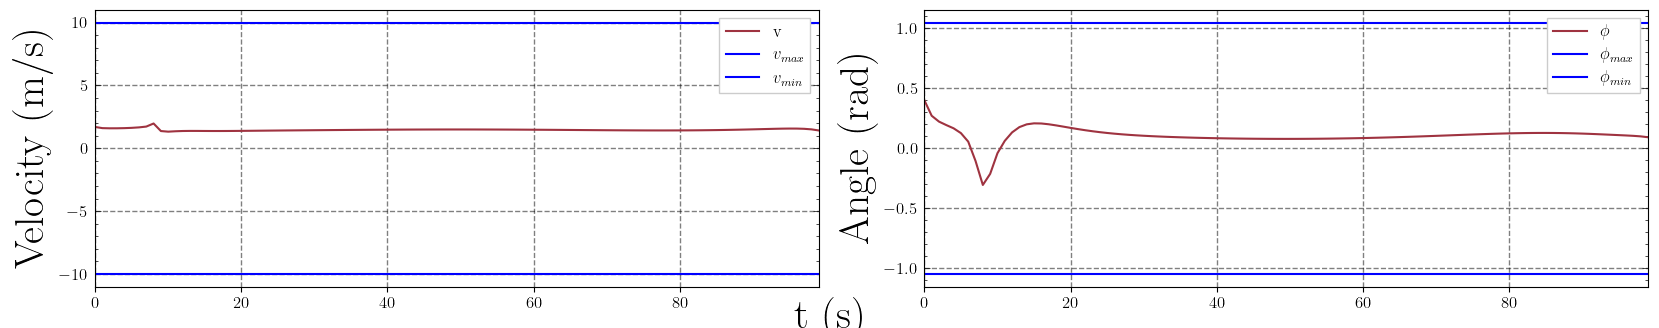 Velocity (m/s)
10
5
0
−5
−10
0 20 40 60 80
v
v_max
v_min
Angle (rad)
1.0
0.5
0.0
−0.5
−1.0
0 20 40 60 80
ϕ
ϕ_max
ϕ_min
t (s)